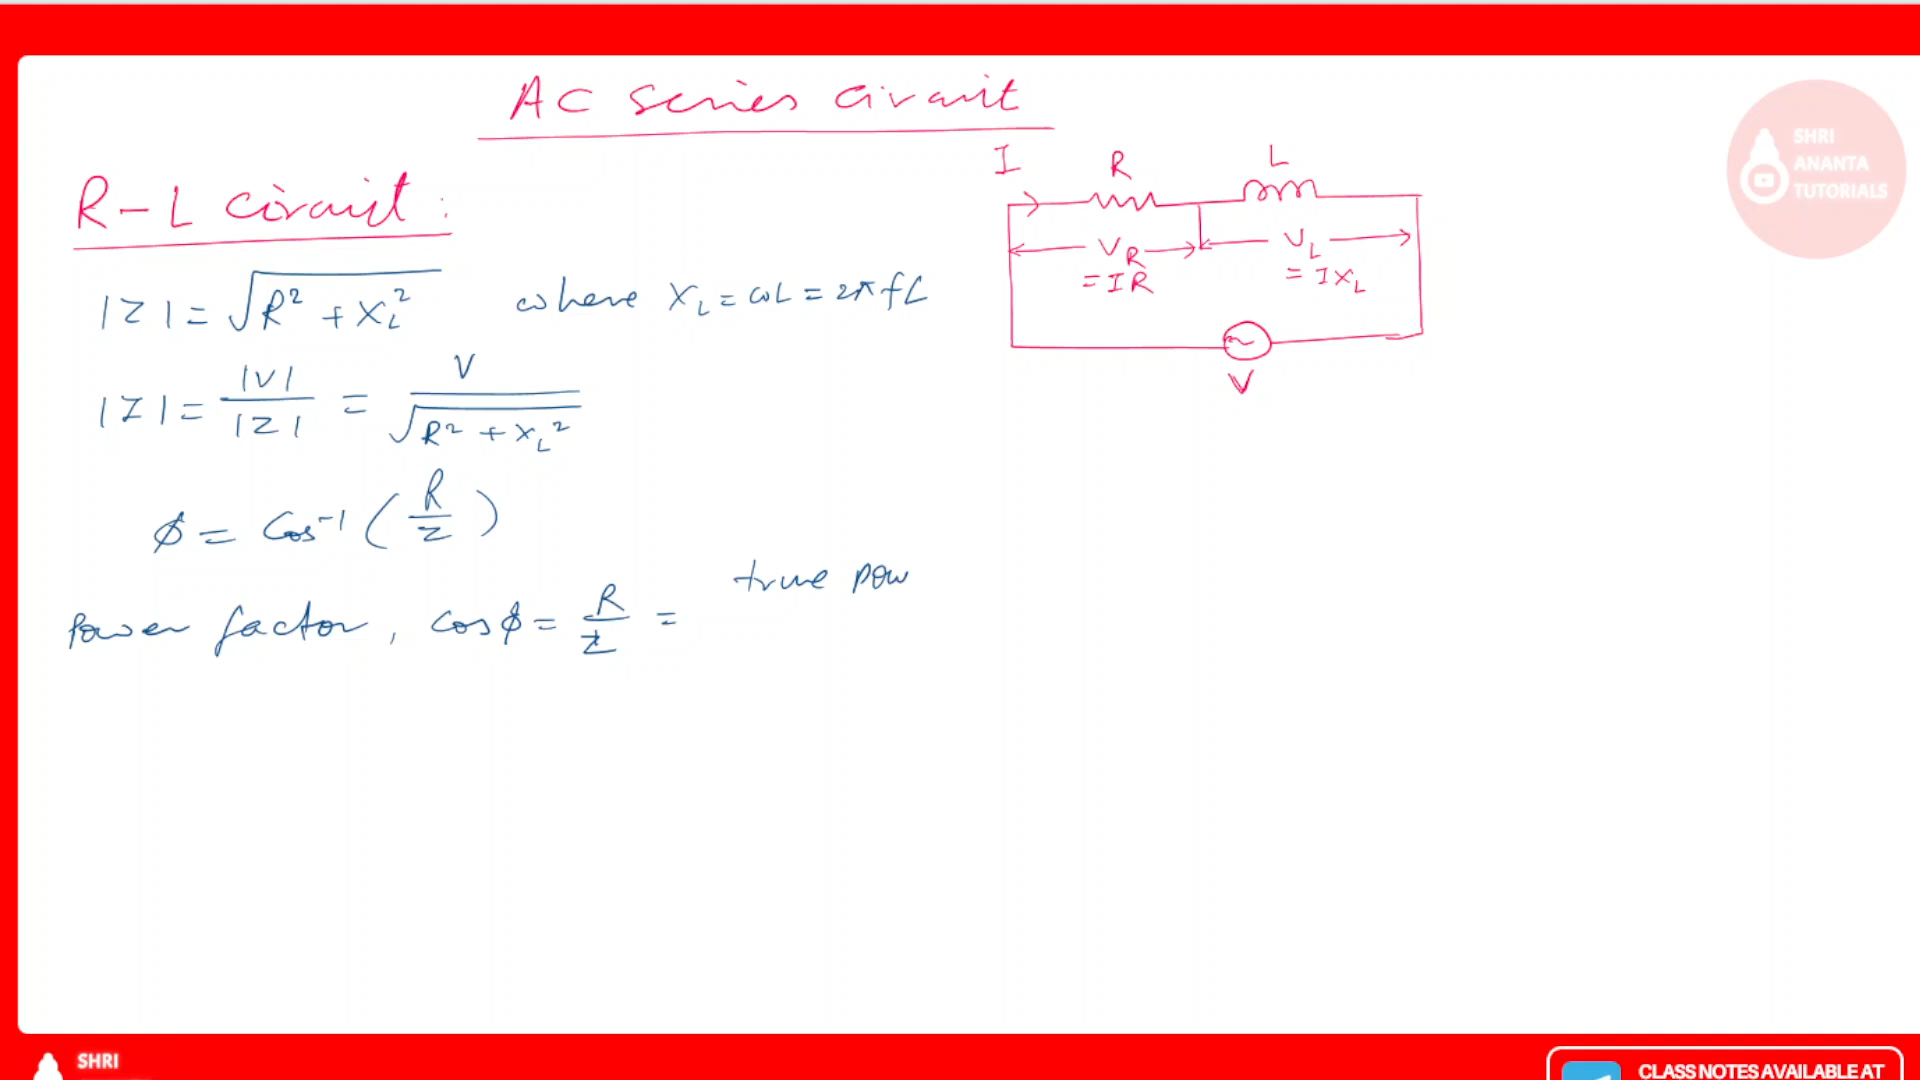 AC series circuit
R-L circuit :
|Z| = √R² + X_L² where X_L = ωL = 2πfL
|I| = |V| / |Z| = V / √R² + X_L²
φ = Cos⁻¹ (R/Z)
Power factor, cosφ = R/Z = true pow
I R L
V_R V_L
= IR = IX_L
V
SHRI
ANANTA
TUTORIALS
SHRI
CLASS NOTES AVAILABLE AT